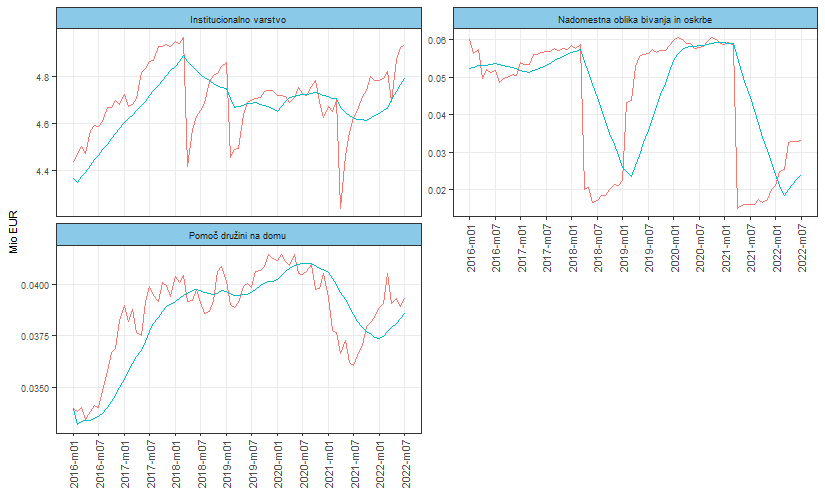 Institucionalno varstvo
Nadomestna oblika bivanja in oskrbe
4.8
4.6
4.4
0.06
0.05
0.04
0.03
0.02
2016-m01
2016-m07
2017-m01
2017-m07
2018-m01
2018-m07
2019-m01
2019-m07
2020-m01
2020-m07
2021-m01
2021-m07
2022-m01
2022-m07
Mio EUR
Pomoč družini na domu
0.0400
0.0375
0.0350
2016-m01
2016-m07
2017-m01
2017-m07
2018-m01
2018-m07
2019-m01
2019-m07
2020-m01
2020-m07
2021-m01
2021-m07
2022-m01
2022-m07